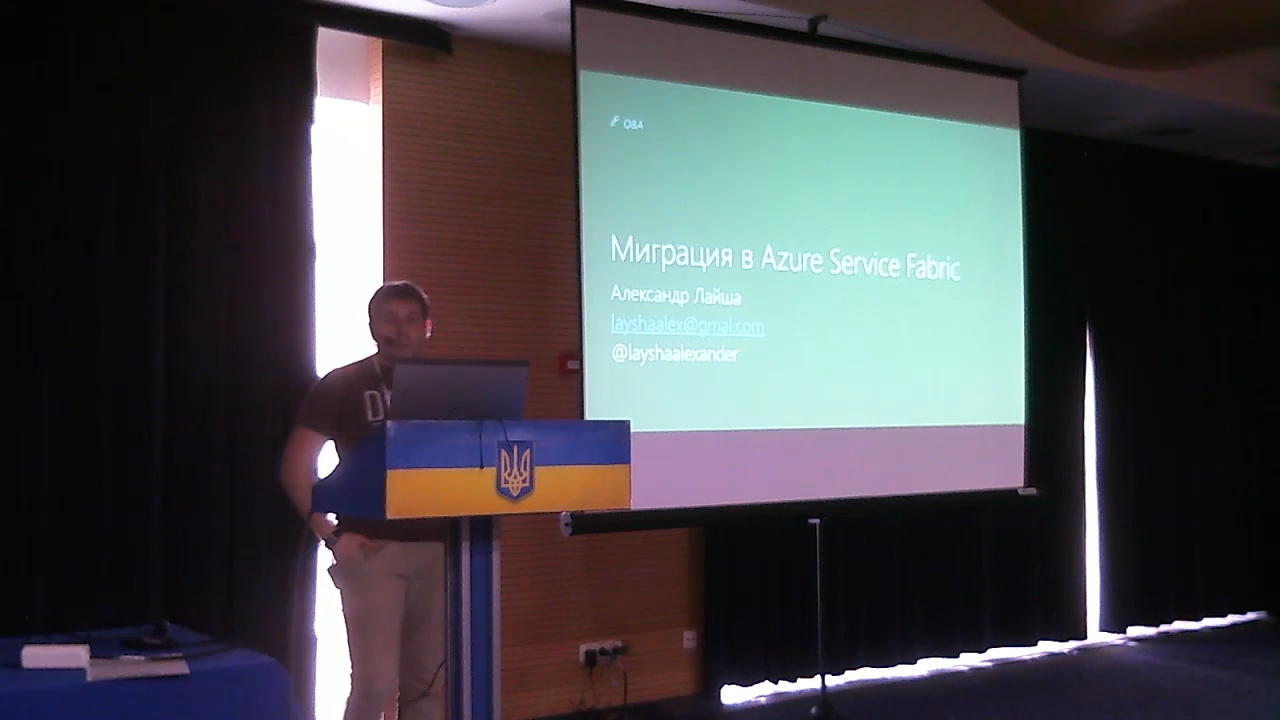 Q&A
Миграция в Azure Service Fabric
Александр Лайша
layshaalex@gmal.com
@layshaalexander
D